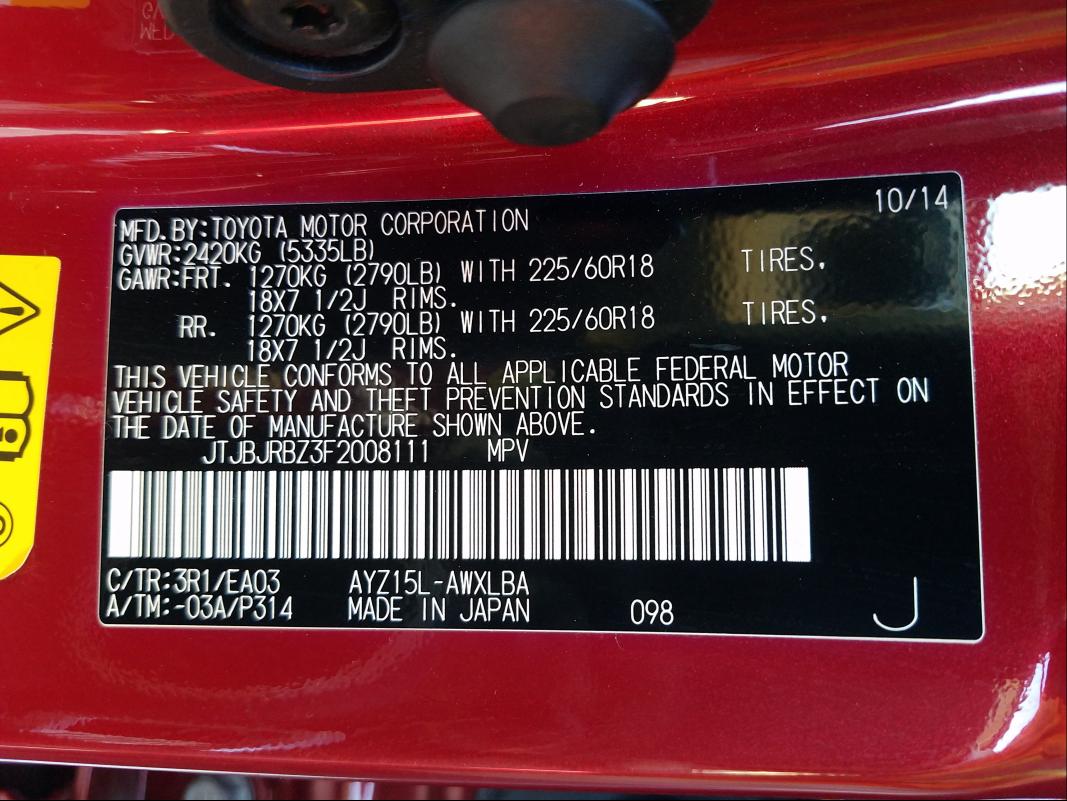 10/14
MFD.BY:TOYOTA MOTOR CORPORATION
GVWR:2420KG (5335LB)
GAWR:FRT. 1270KG (2790LB) WITH 225/60R18 TIRES.
18X7 1/2J RIMS.
RR. 1270KG (2790LB) WITH 225/60R18 TIRES.
18X7 1/2J RIMS.
THIS VEHICLE CONFORMS TO ALL APPLICABLE FEDERAL MOTOR
VEHICLE SAFETY AND THEFT PREVENTION STANDARDS IN EFFECT ON
THE DATE OF MANUFACTURE SHOWN ABOVE.
JTJBJRBZ3F2008111 MPV
C/TR:3R1/EA03 AYZ15L-AWXLBA
A/TM:-03A/P314 MADE IN JAPAN 098 J